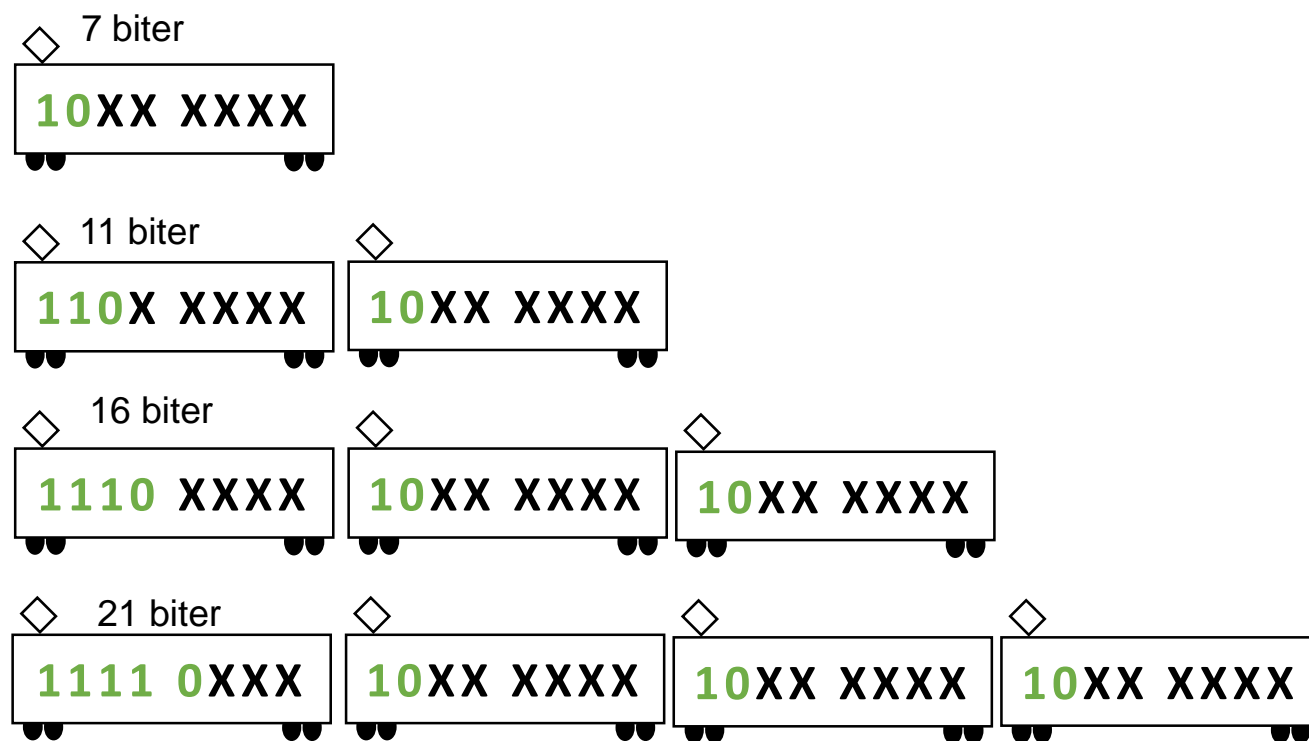 7 biter
10XX XXXX
11 biter
110X XXXX 10XX XXXX
16 biter
1110 XXXX 10XX XXXX 10XX XXXX
21 biter
1111 0XXX 10XX XXXX 10XX XXXX 10XX XXXX